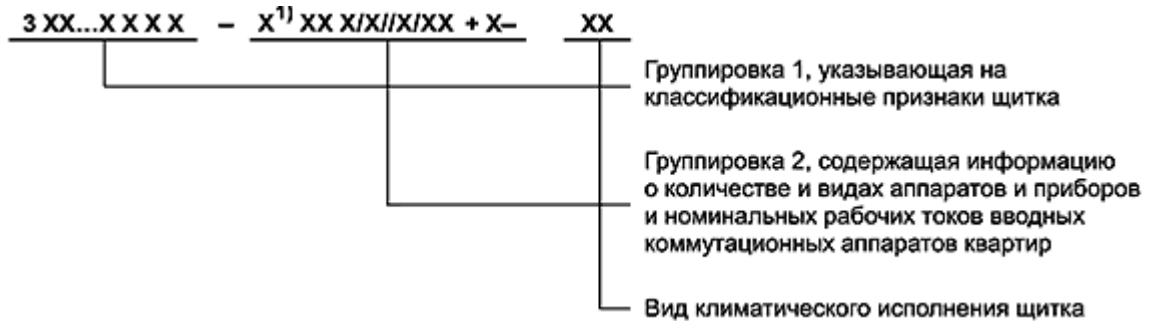 3 XX...X X X X – X¹⁾ XX X/X//X/XX + X– XX
Группировка 1, указывающая на
классификационные признаки щитка
Группировка 2, содержащая информацию
о количестве и видах аппаратов и приборов
и номинальных рабочих токов вводных
коммутационных аппаратов квартир
Вид климатического исполнения щитка